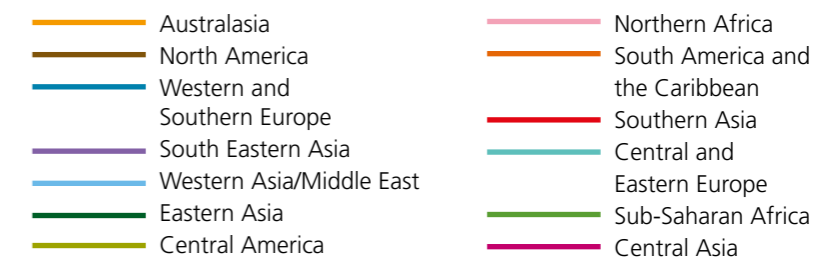 Australasia
North America
Western and
Southern Europe
South Eastern Asia
Western Asia/Middle East
Eastern Asia
Central America
Northern Africa
South America and
the Caribbean
Southern Asia
Central and
Eastern Europe
Sub-Saharan Africa
Central Asia